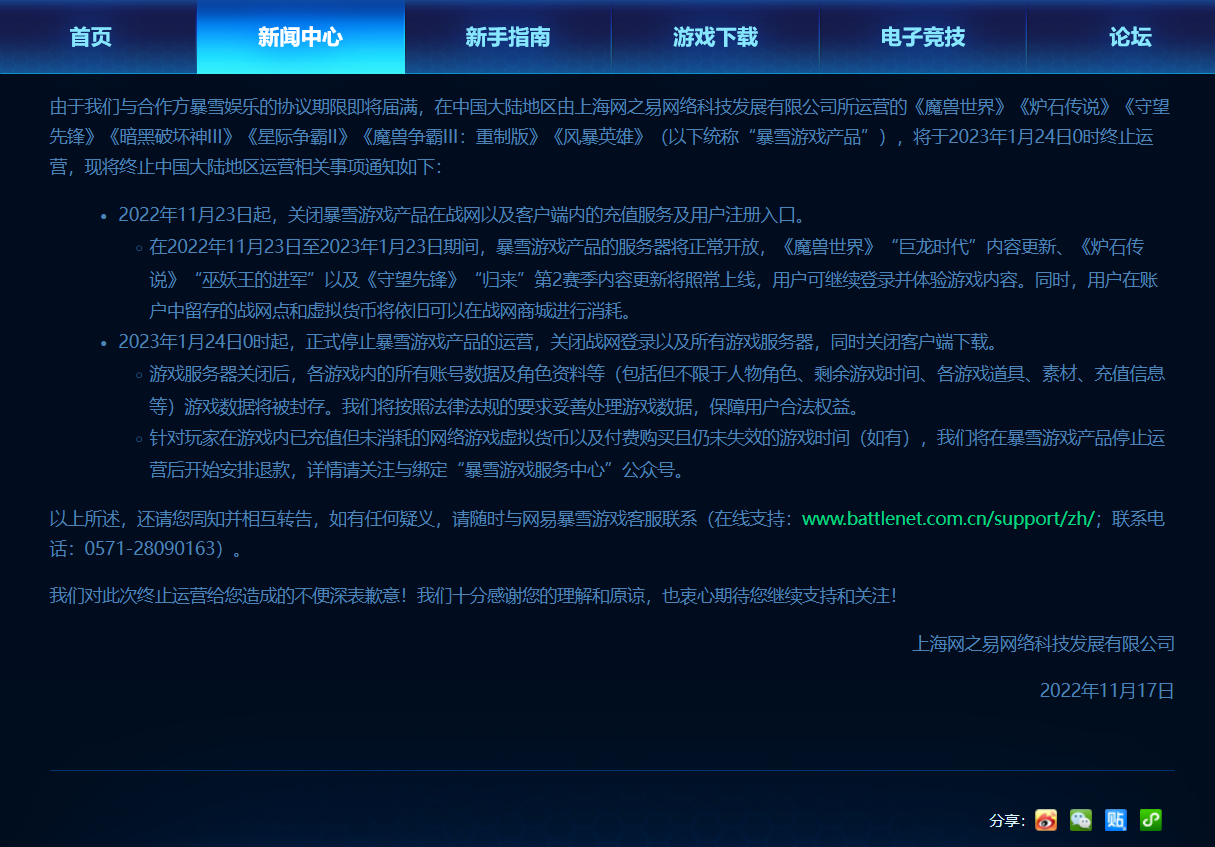 首页 新闻中心 新手指南 游戏下载 电子竞技 论坛
由于我们与合作方暴雪娱乐的协议期限即将届满，在中国大陆地区由上海网之易网络科技发展有限公司所运营的《魔兽世界》《炉石传说》《守望
先锋》《暗黑破坏神III》《星际争霸II》《魔兽争霸III：重制版》《风暴英雄》（以下统称“暴雪游戏产品”），将于2023年1月24日0时终止运
营，现将终止中国大陆地区运营相关事项通知如下：
• 2022年11月23日起，关闭暴雪游戏产品在战网以及客户端内的充值服务及用户注册入口。
◦ 在2022年11月23日至2023年1月23日期间，暴雪游戏产品的服务器将正常开放，《魔兽世界》“巨龙时代”内容更新、《炉石传
说》“巫妖王的进军”以及《守望先锋》“归来”第2赛季内容更新将照常上线，用户可继续登录并体验游戏内容。同时，用户在账
户中留存的战网点和虚拟货币将依旧可以在战网商城进行消耗。
• 2023年1月24日0时起，正式停止暴雪游戏产品的运营，关闭战网登录以及所有游戏服务器，同时关闭客户端下载。
◦ 游戏服务器关闭后，各游戏内的所有账号数据及角色资料等（包括但不限于人物角色、剩余游戏时间、各游戏道具、素材、充值信息
等）游戏数据将被封存。我们将按照法律法规的要求妥善处理游戏数据，保障用户合法权益。
◦ 针对玩家在游戏内已充值但未消耗的网络游戏虚拟货币以及付费购买且仍未失效的游戏时间（如有），我们将在暴雪游戏产品停止运
营后开始安排退款，详情请关注与绑定“暴雪游戏服务中心”公众号。
以上所述，还请您周知并相互转告，如有任何疑义，请随时与网易暴雪游戏客服联系（在线支持：www.battlenet.com.cn/support/zh/；联系电
话：0571-28090163）。
我们对此次终止运营给您造成的不便深表歉意！我们十分感谢您的理解和原谅，也衷心期待您继续支持和关注！
上海网之易网络科技发展有限公司
2022年11月17日
分享： 贴